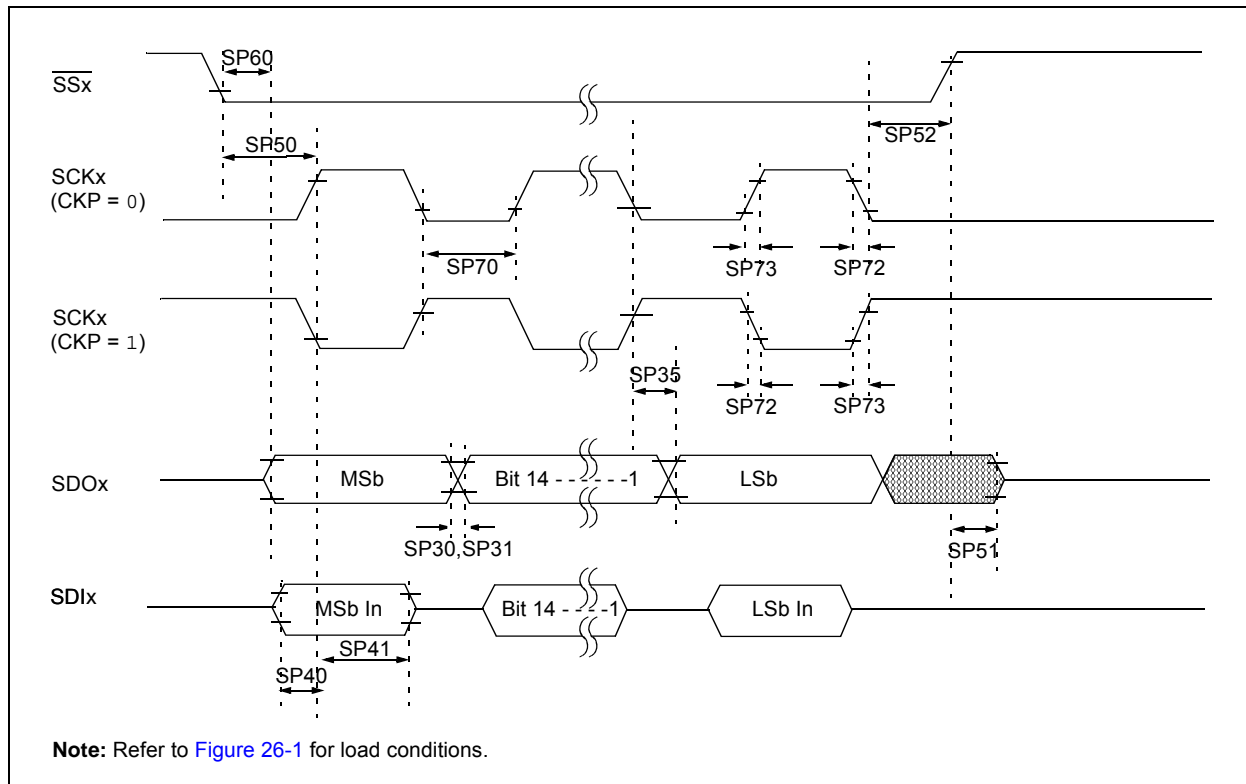 SP60
SSx
SP50
SP52
SCKx
(CKP = 0)
SP70
SP73
SP72
SCKx
(CKP = 1)
SP35
SP72
SP73
SDOx
MSb
Bit 14 - - - - - -1
LSb
SP30,SP31
SP51
SDIx
MSb In
Bit 14 - - - -1
LSb In
SP41
SP40
Note: Refer to Figure 26-1 for load conditions.